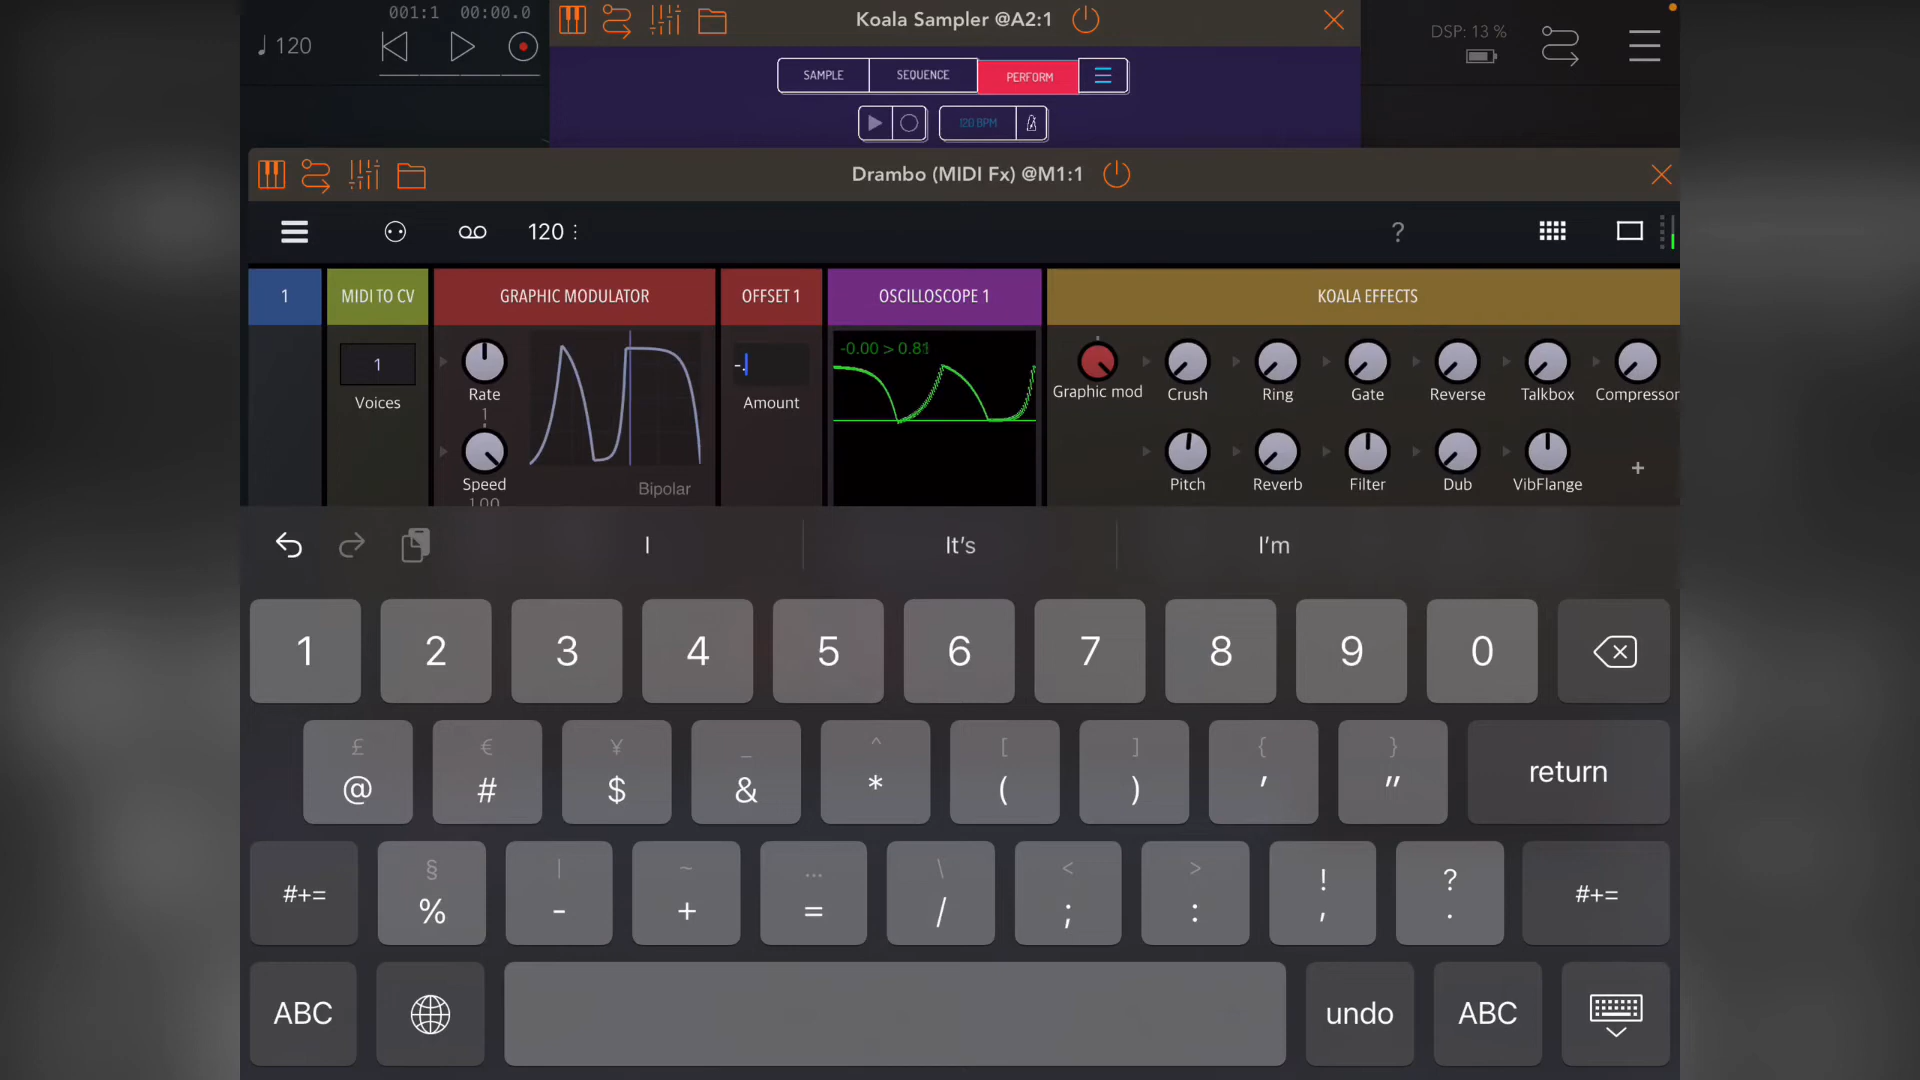 001:1 00:00.0
Koala Sampler @A2:1
DSP: 13 %
♩ 120
SAMPLE SEQUENCE PERFORM
120 BPM
Drambo (MIDI Fx) @M1:1
120 :
?
1 MIDI TO CV GRAPHIC MODULATOR OFFSET 1 OSCILLOSCOPE 1 KOALA EFFECTS
-0.00 > 0.81
1 -.
Rate Graphic mod Crush Ring Gate Reverse Talkbox Compressor
Voices Amount
1
+
Speed Bipolar Pitch Reverb Filter Dub VibFlange
1.00
I It's I'm
1 2 3 4 5 6 7 8 9 0
£ € ¥ _ ^ [ ] { }
@ # $ & * ( ) ' " return
§ | ~ ... \ < > ! ?
#+= % - + = / ; : , . #+=
ABC undo ABC